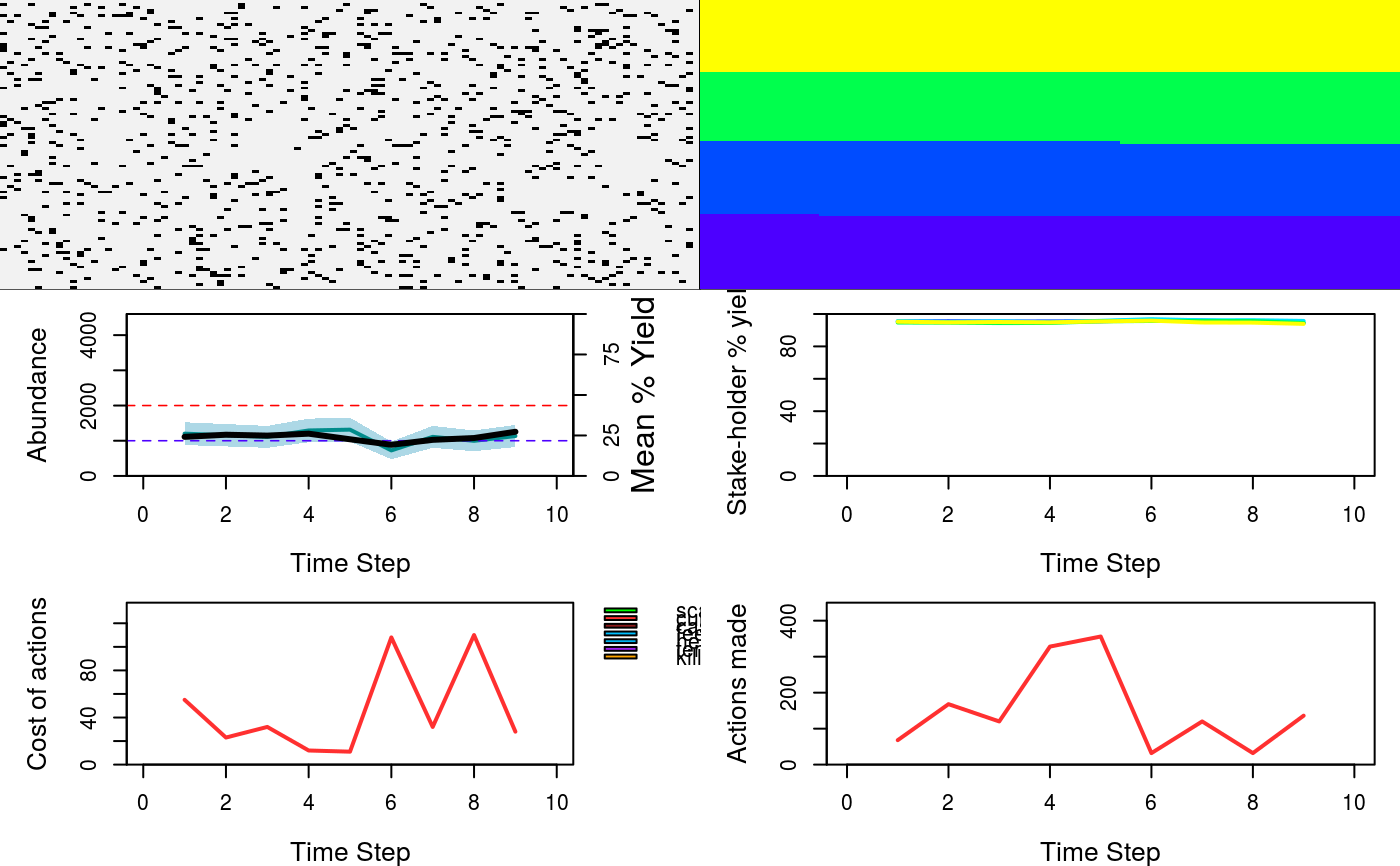 Abundance
0
2000
4000
0
25
75
Mean % Yield
0 2 4 6 8 10
Time Step
Stake-holder % yiel
0
40
80
0 2 4 6 8 10
Time Step
Cost of actions
0
40
80
0 2 4 6 8 10
Time Step
kill
Actions made
0
200
400
0 2 4 6 8 10
Time Step